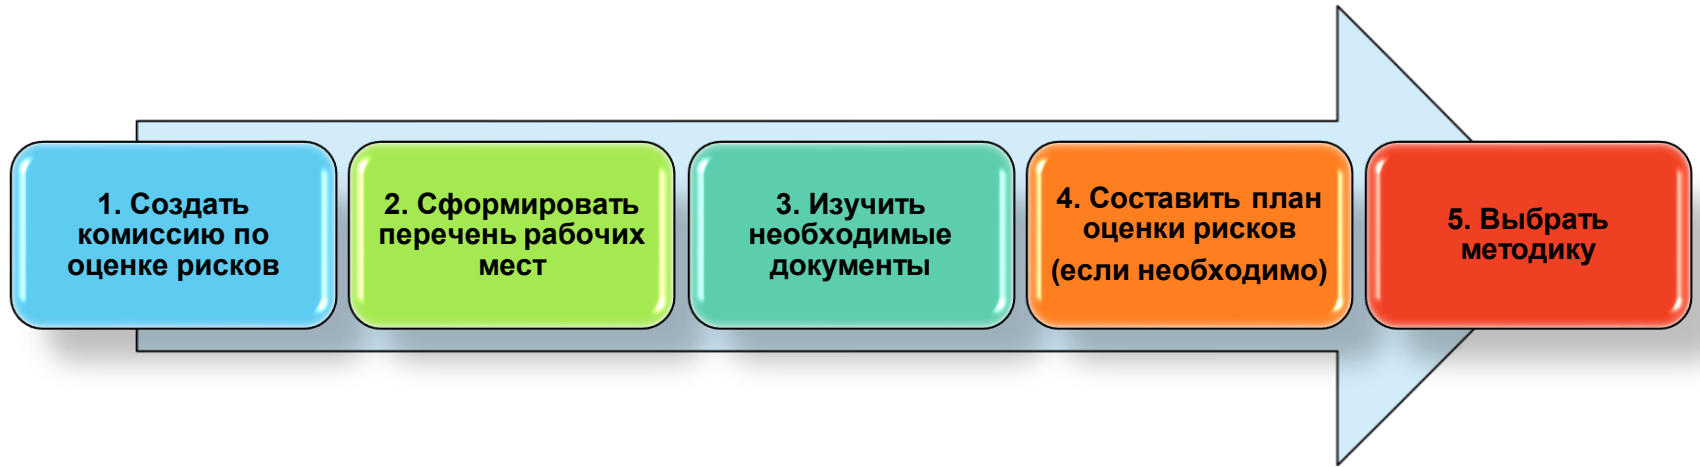 1. Создать
комиссию по
оценке рисков
2. Сформировать
перечень рабочих
мест
3. Изучить
необходимые
документы
4. Составить план
оценки рисков
(если необходимо)
5. Выбрать
методику